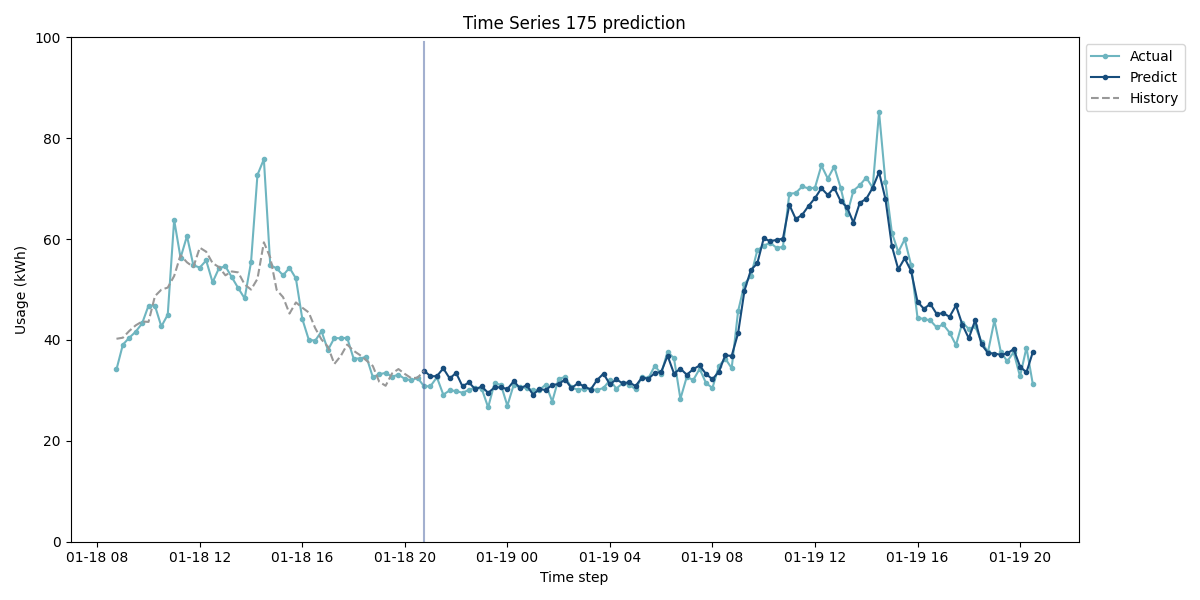 Time Series 175 prediction
100
80
60
40
20
0
Usage (kWh)
01-18 08 01-18 12 01-18 16 01-18 20 01-19 00 01-19 04 01-19 08 01-19 12 01-19 16 01-19 20
Time step
Actual
Predict
History